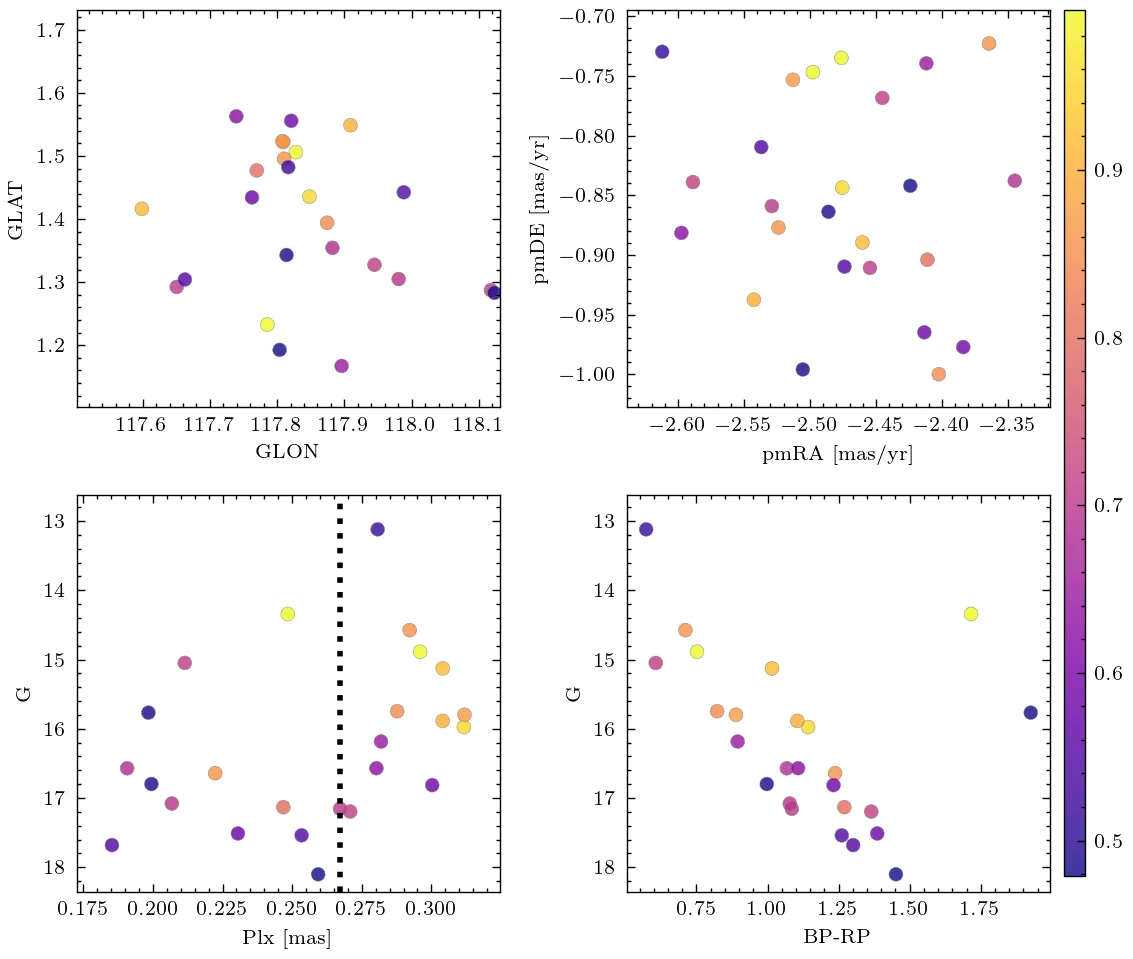 1.7
1.6
1.5
1.4
1.3
1.2
GLAT
117.6 117.7 117.8 117.9 118.0 118.1
GLON
−0.70
−0.75
−0.80
−0.85
−0.90
−0.95
−1.00
pmDE [mas/yr]
−2.60 −2.55 −2.50 −2.45 −2.40 −2.35
pmRA [mas/yr]
0.9
0.8
0.7
0.6
0.5
13
14
15
16
17
18
G
0.175 0.200 0.225 0.250 0.275 0.300
Plx [mas]
13
14
15
16
17
18
G
0.75 1.00 1.25 1.50 1.75
BP-RP